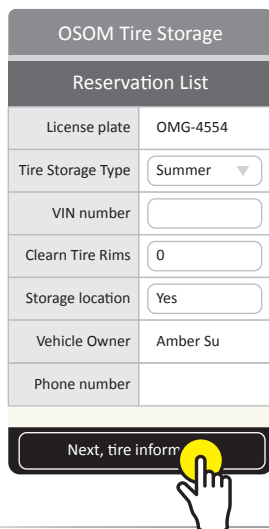 OSOM Tire Storage
Reservation List
License plate OMG-4554
Tire Storage Type Summer
VIN number
Clearn Tire Rims 0
Storage location Yes
Vehicle Owner Amber Su
Phone number
Next, tire inform